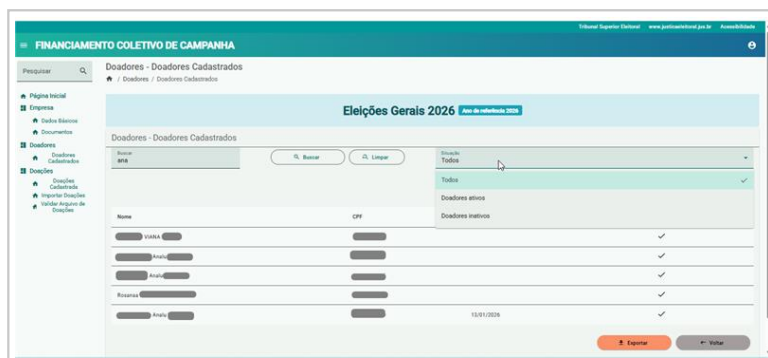 Tribunal Superior Eleitoral www.justicaeleitoral.jus.br Acessibilidade
FINANCIAMENTO COLETIVO DE CAMPANHA
Pesquisar
Doadores - Doadores Cadastrados
/ Doadores / Doadores Cadastrados
Página Inicial
Empresa
Dados Básicos
Documentos
Doadores
Doadores Cadastrados
Doações
Doações Cadastrada
Importar Doações
Validar Arquivo de Doações
Eleições Gerais 2026 Ano de referência 2026
Doadores - Doadores Cadastrados
Buscar
ana
Buscar
Limpar
Situação
Todos
Todos
Doadores ativos
Doadores inativos
Nome CPF
VIANA
Analu
Analu
Rosansa
Analu 13/01/2026
Exportar
Voltar